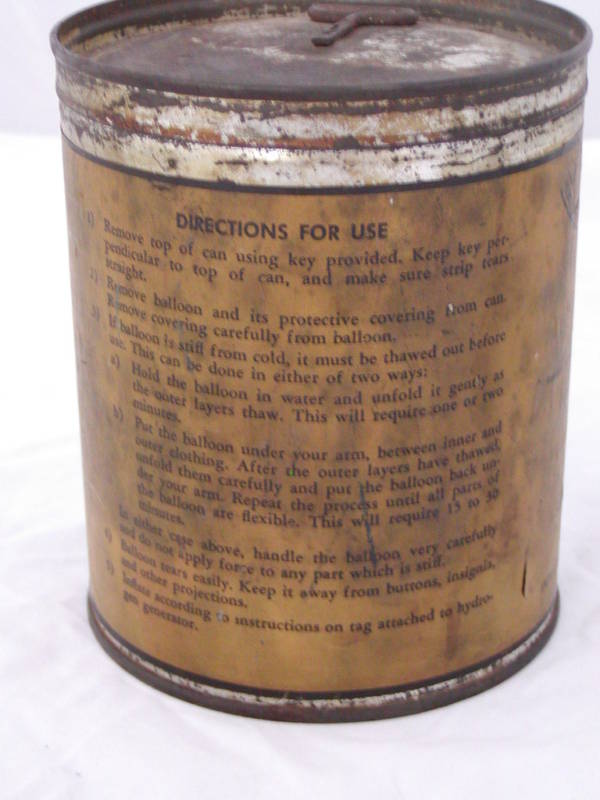 DIRECTIONS FOR USE
1) Remove top of can using key provided. Keep key per-
pendicular to top of can, and make sure strip tears
straight.
2) Remove balloon and its protective covering from can.
Remove covering carefully from balloon.
3) If balloon is stiff from cold, it must be thawed out before
use. This can be done in either of two ways:
a) Hold the balloon in water and unfold it gently as
the outer layers thaw. This will require one or two
minutes.
b) Put the balloon under your arm, between inner and
outer clothing. After the outer layers have thawed,
unfold them carefully and put the balloon back un-
der your arm. Repeat the process until all parts of
the balloon are flexible. This will require 15 to 30
minutes.
In either case above, handle the balloon very carefully
and do not apply force to any part which is stiff.
4) Balloon tears easily. Keep it away from buttons, insignia,
and other projections.
5) Inflate according to instructions on tag attached to hydro-
gen generator.